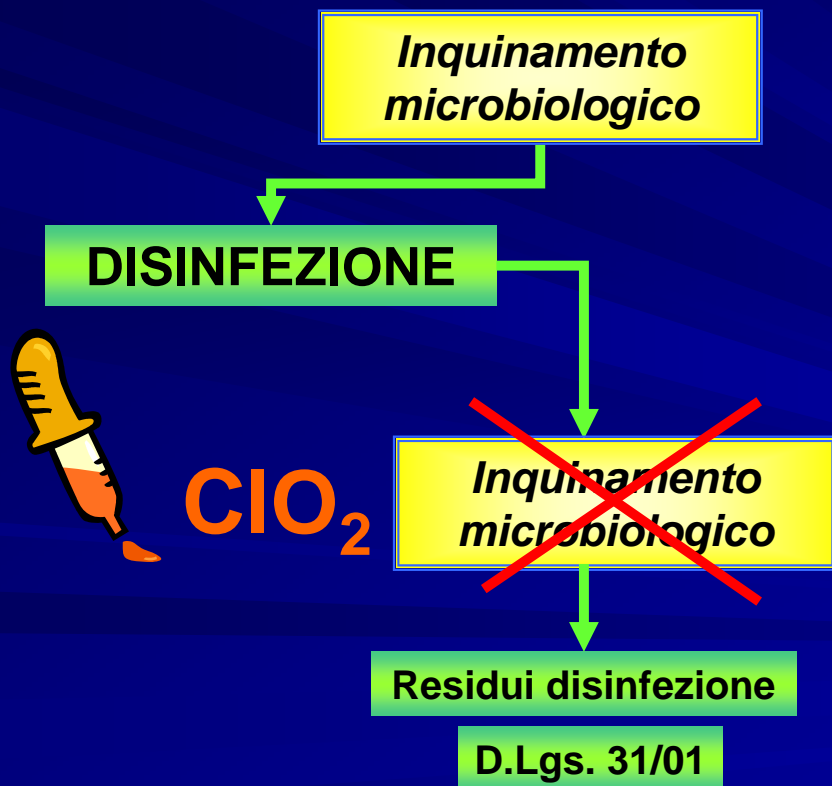 Inquinamento
microbiologico
DISINFEZIONE
ClO₂
Inquinamento
microbiologico
Residui disinfezione
D.Lgs. 31/01